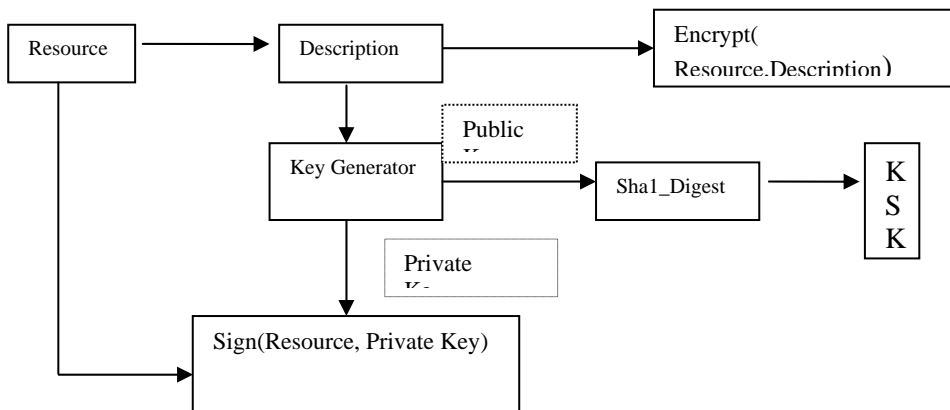 Resource
Description
Encrypt(
Resource,Description)
Public
Key Generator
Sha1_Digest
K
S
K
Private
Sign(Resource, Private Key)